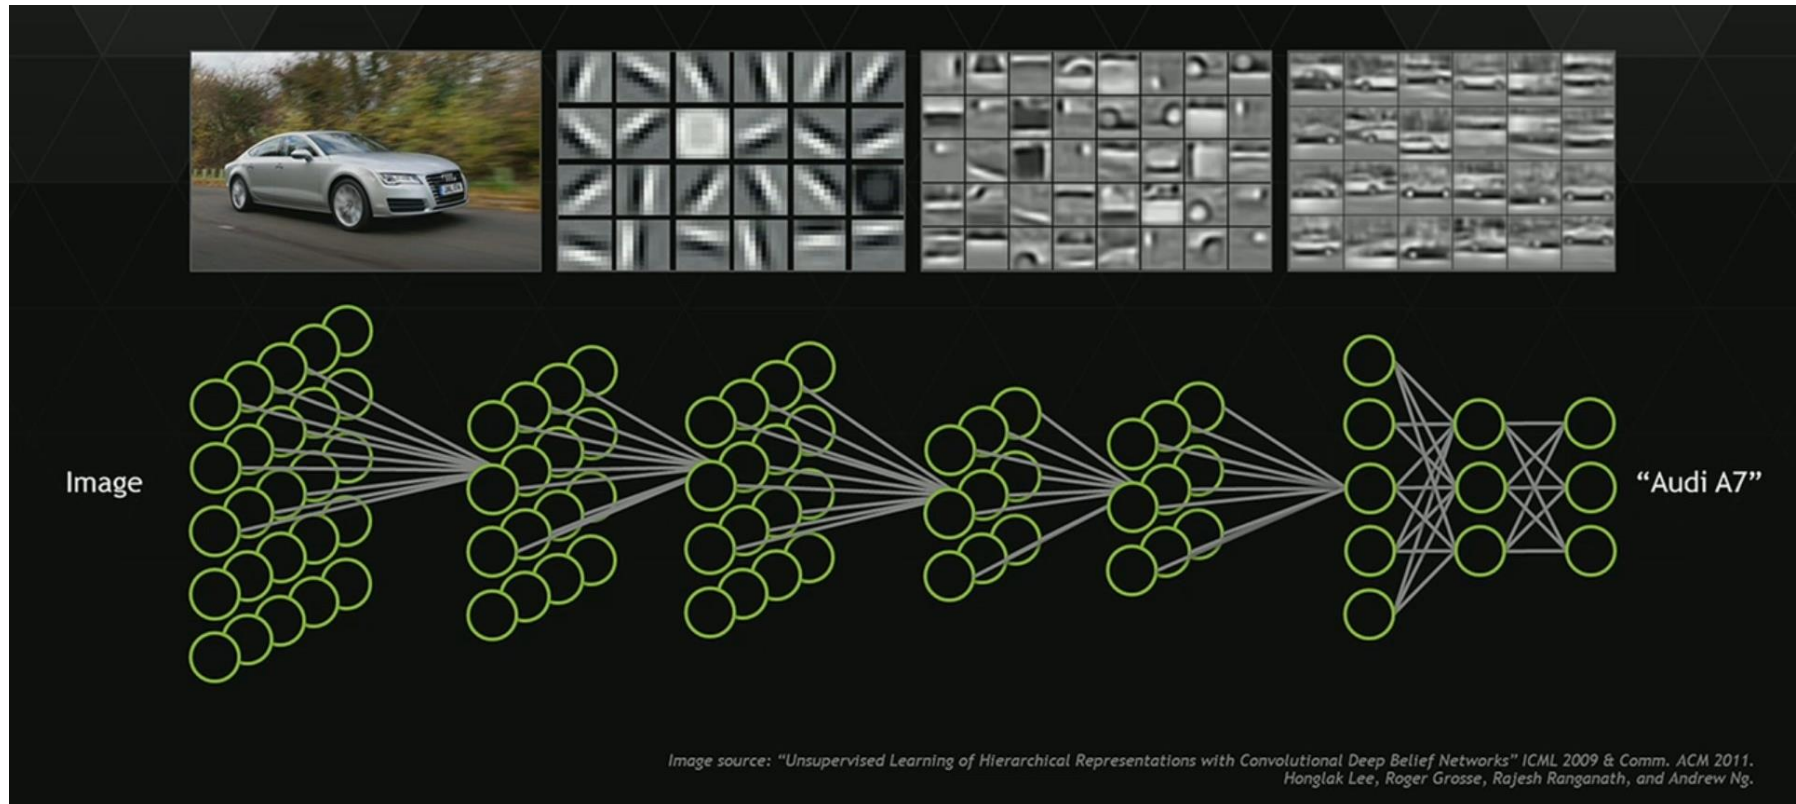 Image
“Audi A7”
Image source: “Unsupervised Learning of Hierarchical Representations with Convolutional Deep Belief Networks” ICML 2009 & Comm. ACM 2011.
Honglak Lee, Roger Grosse, Rajesh Ranganath, and Andrew Ng.